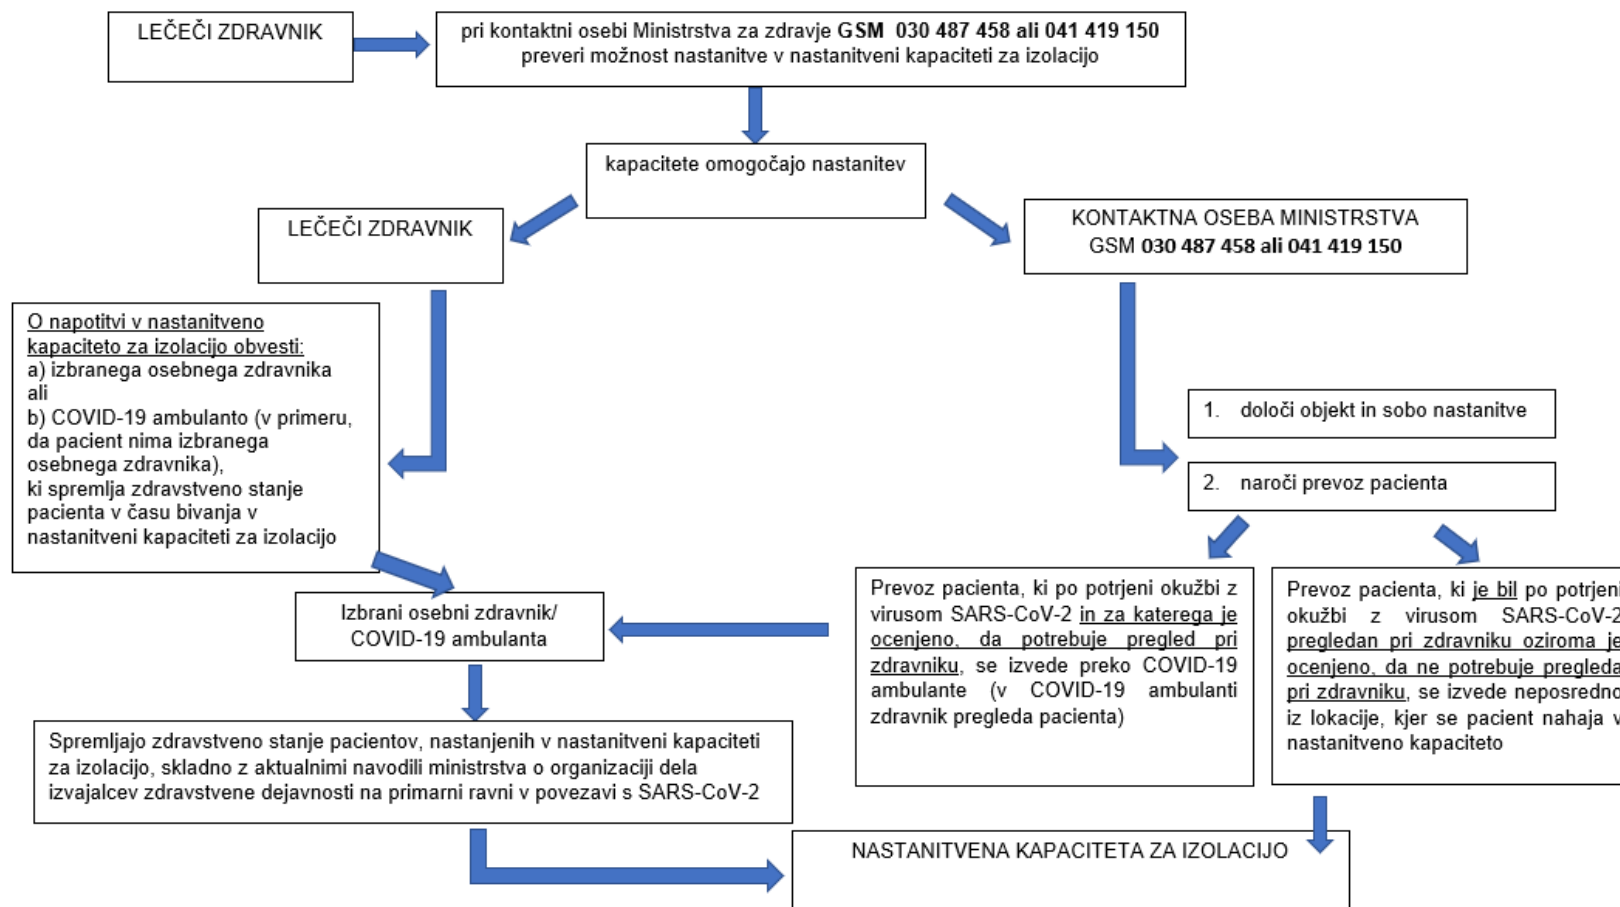 LEČEČI ZDRAVNIK
pri kontaktni osebi Ministrstva za zdravje GSM 030 487 458 ali 041 419 150
preveri možnost nastanitve v nastanitveni kapaciteti za izolacijo
kapacitete omogočajo nastanitev
LEČEČI ZDRAVNIK
KONTAKTNA OSEBA MINISTRSTVA
GSM 030 487 458 ali 041 419 150
O napotitvi v nastanitveno
kapaciteto za izolacijo obvesti:
a) izbranega osebnega zdravnika
ali
b) COVID-19 ambulanto (v primeru,
da pacient nima izbranega
osebnega zdravnika),
ki spremlja zdravstveno stanje
pacienta v času bivanja v
nastanitveni kapaciteti za izolacijo
1. določi objekt in sobo nastanitve
2. naroči prevoz pacienta
Prevoz pacienta, ki po potrjeni okužbi z
virusom SARS-CoV-2 in za katerega je
ocenjeno, da potrebuje pregled pri
zdravniku, se izvede preko COVID-19
ambulante (v COVID-19 ambulanti
zdravnik pregleda pacienta)
Prevoz pacienta, ki je bil po potrjeni
okužbi z virusom SARS-CoV-2
pregledan pri zdravniku oziroma je
ocenjeno, da ne potrebuje pregleda
pri zdravniku, se izvede neposredno
iz lokacije, kjer se pacient nahaja v
nastanitveno kapaciteto
Izbrani osebni zdravnik/
COVID-19 ambulanta
Spremljajo zdravstveno stanje pacientov, nastanjenih v nastanitveni kapaciteti
za izolacijo, skladno z aktualnimi navodili ministrstva o organizaciji dela
izvajalcev zdravstvene dejavnosti na primarni ravni v povezavi s SARS-CoV-2
NASTANITVENA KAPACITETA ZA IZOLACIJO